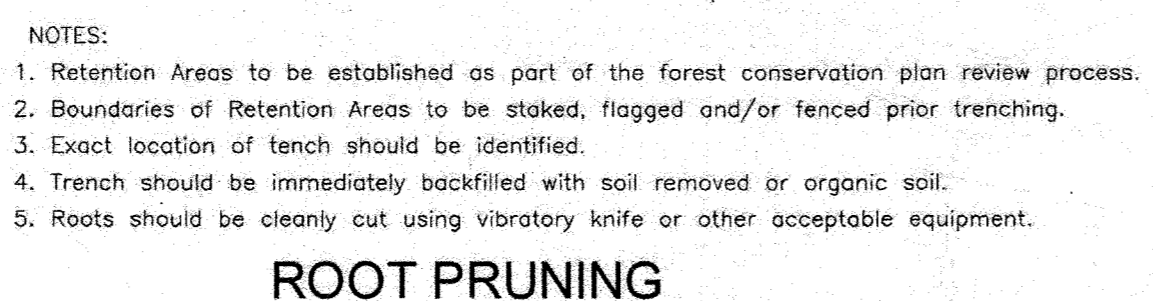 NOTES:
1. Retention Areas to be established as part of the forest conservation plan review process.
2. Boundaries of Retention Areas to be staked, flagged and/or fenced prior trenching.
3. Exact location of tench should be identified.
4. Trench should be immediately backfilled with soil removed or organic soil.
5. Roots should be cleanly cut using vibratory knife or other acceptable equipment.
ROOT PRUNING